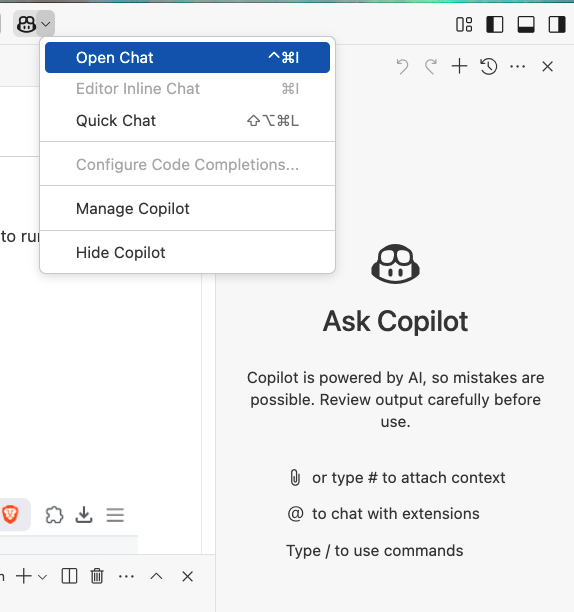 Open Chat ^⌘I
Editor Inline Chat ⌘I
Quick Chat ⇧⌥⌘L
Configure Code Completions...
Manage Copilot
Hide Copilot
to run
Ask Copilot
Copilot is powered by AI, so mistakes are
possible. Review output carefully before
use.
or type # to attach context
@ to chat with extensions
Type / to use commands